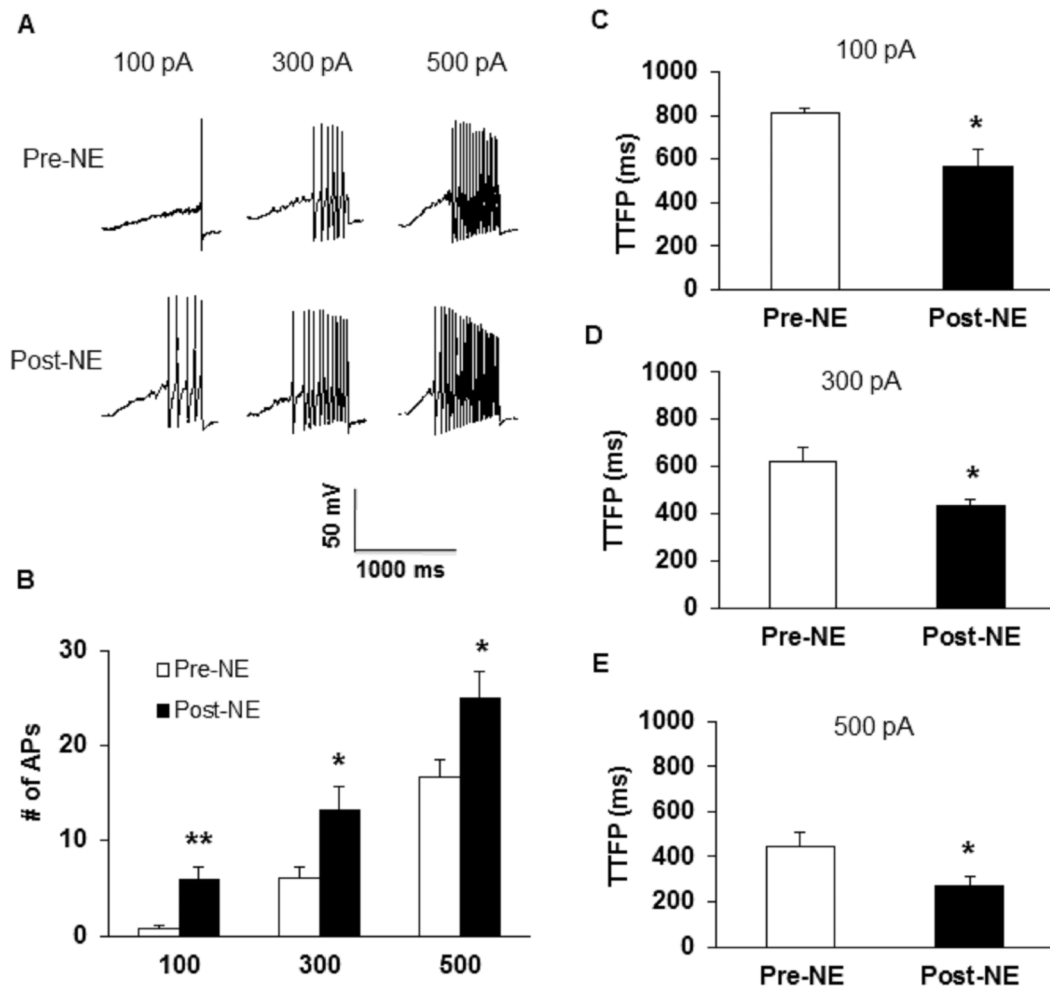 A
100 pA 300 pA 500 pA
Pre-NE
Post-NE
50 mV
1000 ms
B
# of APs
30
20
10
0
Pre-NE
Post-NE
**
*
*
100 300 500
C
100 pA
TTFP (ms)
1000
800
600
400
200
0
*
Pre-NE Post-NE
D
300 pA
TTFP (ms)
1000
800
600
400
200
0
*
Pre-NE Post-NE
E
500 pA
TTFP (ms)
1000
800
600
400
200
0
*
Pre-NE Post-NE